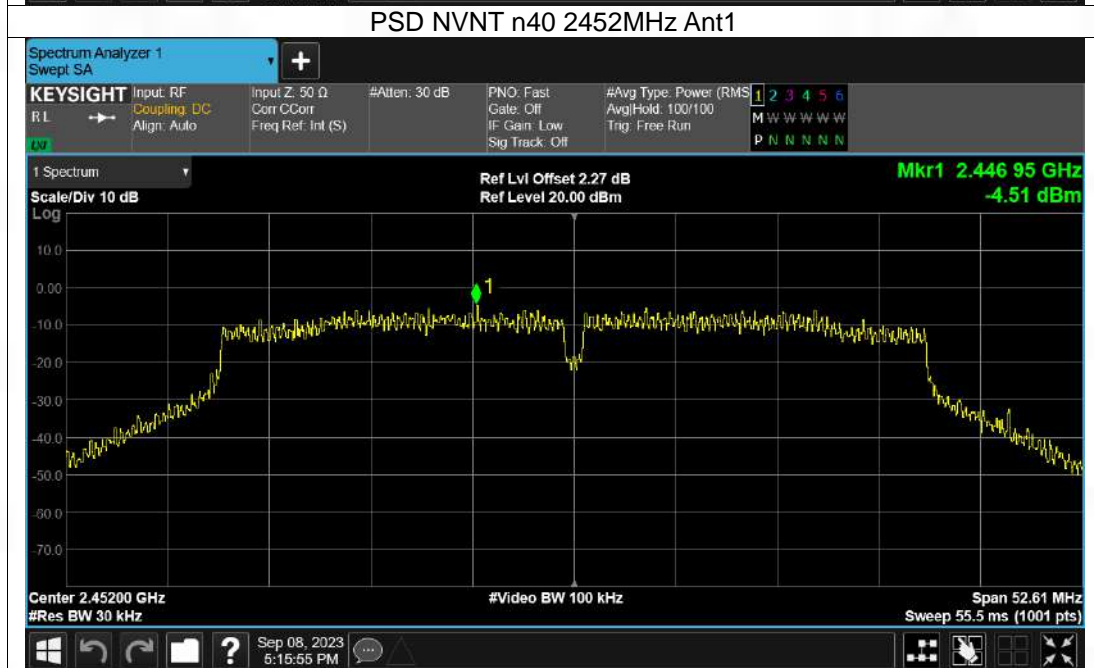 PSD NVNT n40 2452MHz Ant1
Spectrum Analyzer 1
Swept SA
+
KEYSIGHT
RL
LXI
Input: RF
Coupling: DC
Align: Auto
Input Z: 50 Ω
Corr CCorr
Freq Ref: Int (S)
#Atten: 30 dB
PNO: Fast
Gate: Off
IF Gain: Low
Sig Track: Off
#Avg Type: Power (RMS
Avg|Hold: 100/100
Trig: Free Run
1 2 3 4 5 6
M W W W W W
P N N N N N
1 Spectrum
Scale/Div 10 dB
Log
Ref Lvl Offset 2.27 dB
Ref Level 20.00 dBm
Mkr1 2.446 95 GHz
-4.51 dBm
10.0
0.00
-10.0
-20.0
-30.0
-40.0
-50.0
-60.0
-70.0
1
Center 2.45200 GHz
#Res BW 30 kHz
#Video BW 100 kHz
Span 52.61 MHz
Sweep 55.5 ms (1001 pts)
?
Sep 08, 2023
5:15:55 PM